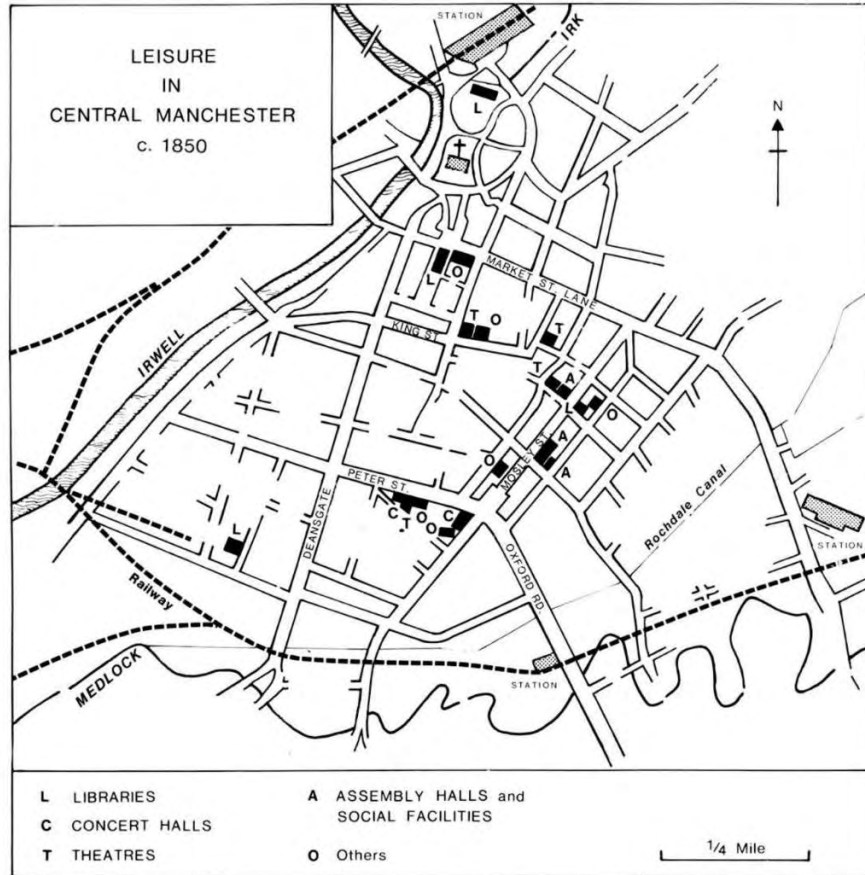 LEISURE
IN
CENTRAL MANCHESTER
c. 1850
STATION
IRK
N
L
MARKET ST. LANE
L O
T O
KING ST
T
T A
L O
IRWELL
A
MOSLEY ST.
A
O
PETER ST.
C T O O C
L
DEANSGATE
OXFORD RD.
Rochdale Canal
STATION
Railway
MEDLOCK
STATION
L LIBRARIES
C CONCERT HALLS
T THEATRES
A ASSEMBLY HALLS and
SOCIAL FACILITIES
O Others
1/4 Mile